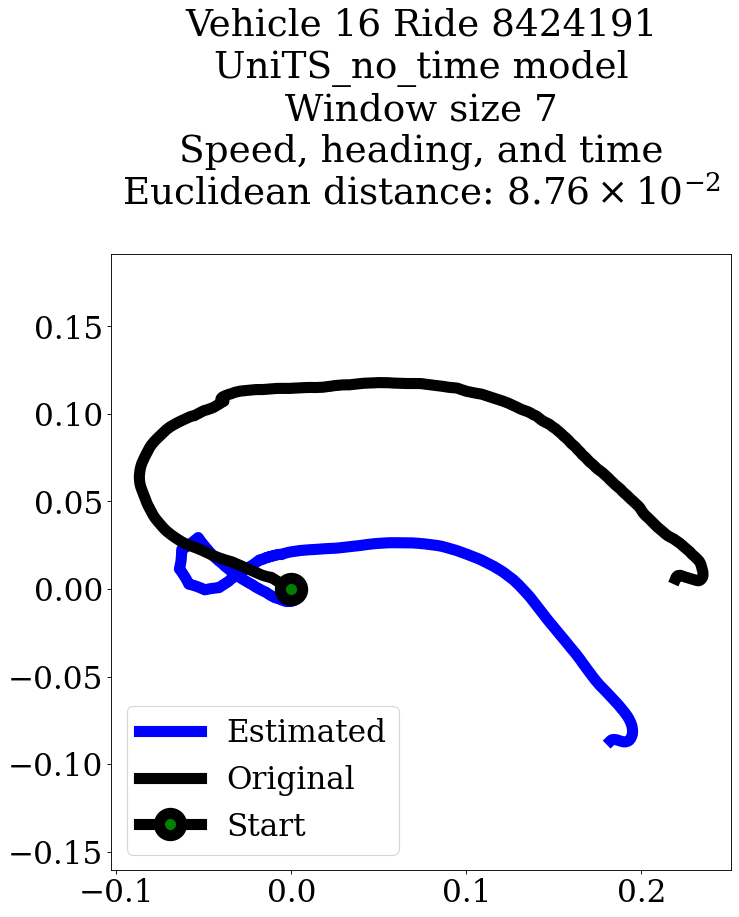 Vehicle 16 Ride 8424191
UniTS_no_time model
Window size 7
Speed, heading, and time
Euclidean distance: 8.76 × 10⁻²
0.15
0.10
0.05
0.00
−0.05
−0.10
−0.15
Estimated
Original
Start
−0.1
0.0
0.1
0.2